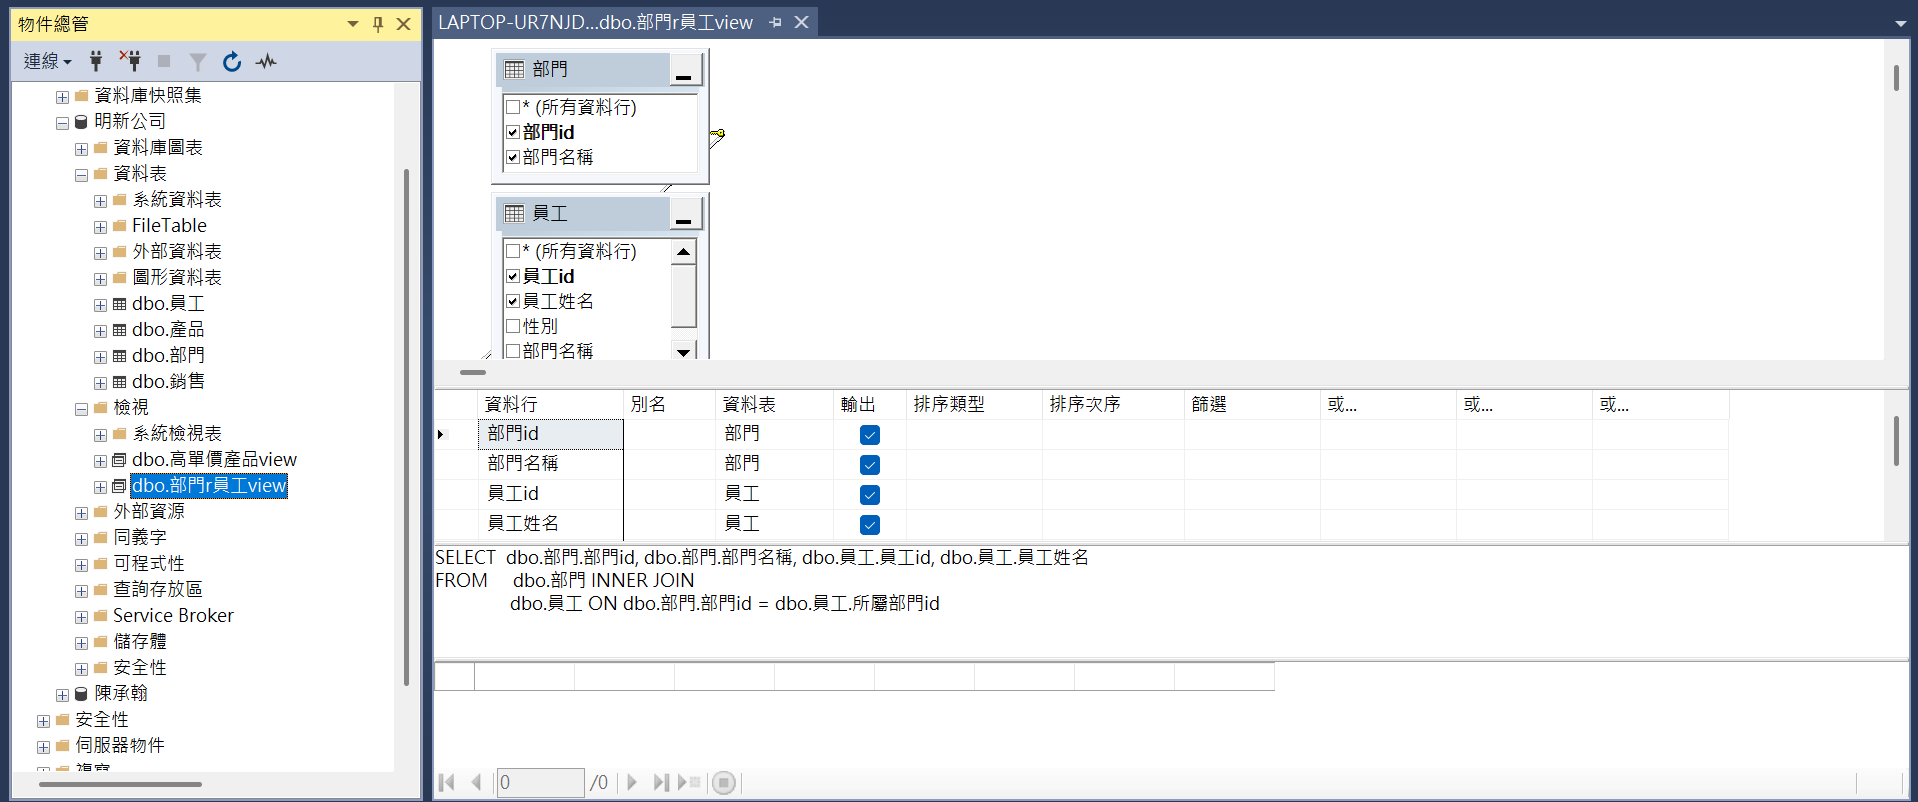 物件總管
連線
資料庫快照集
明新公司
資料庫圖表
資料表
系統資料表
FileTable
外部資料表
圖形資料表
dbo.員工
dbo.產品
dbo.部門
dbo.銷售
檢視
系統檢視表
dbo.高單價產品view
dbo.部門r員工view
外部資源
同義字
可程式性
查詢存放區
Service Broker
儲存體
安全性
陳承翰
安全性
伺服器物件
複寫
LAPTOP-UR7NJD...dbo.部門r員工view
部門
* (所有資料行)
部門id
部門名稱
員工
* (所有資料行)
員工id
員工姓名
性別
部門名稱
資料行 別名 資料表 輸出 排序類型 排序次序 篩選 或... 或... 或...
部門id 部門
部門名稱 部門
員工id 員工
員工姓名 員工
SELECT dbo.部門.部門id, dbo.部門.部門名稱, dbo.員工.員工id, dbo.員工.員工姓名
FROM dbo.部門 INNER JOIN
dbo.員工 ON dbo.部門.部門id = dbo.員工.所屬部門id
0 /0